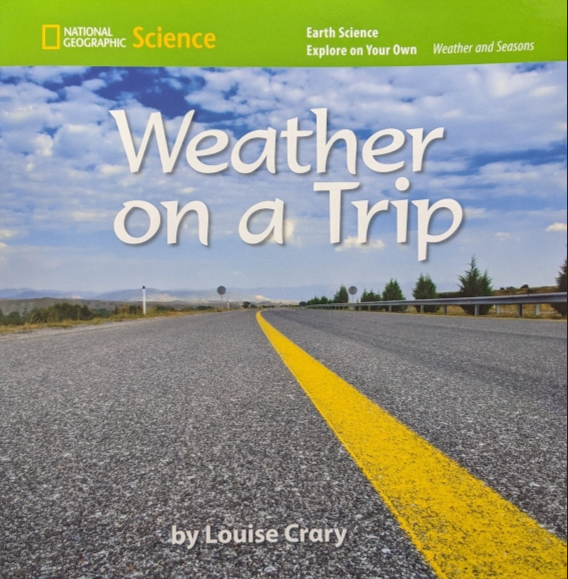 NATIONAL
GEOGRAPHIC
Science
Earth Science
Explore on Your Own Weather and Seasons
Weather
on a Trip
by Louise Crary